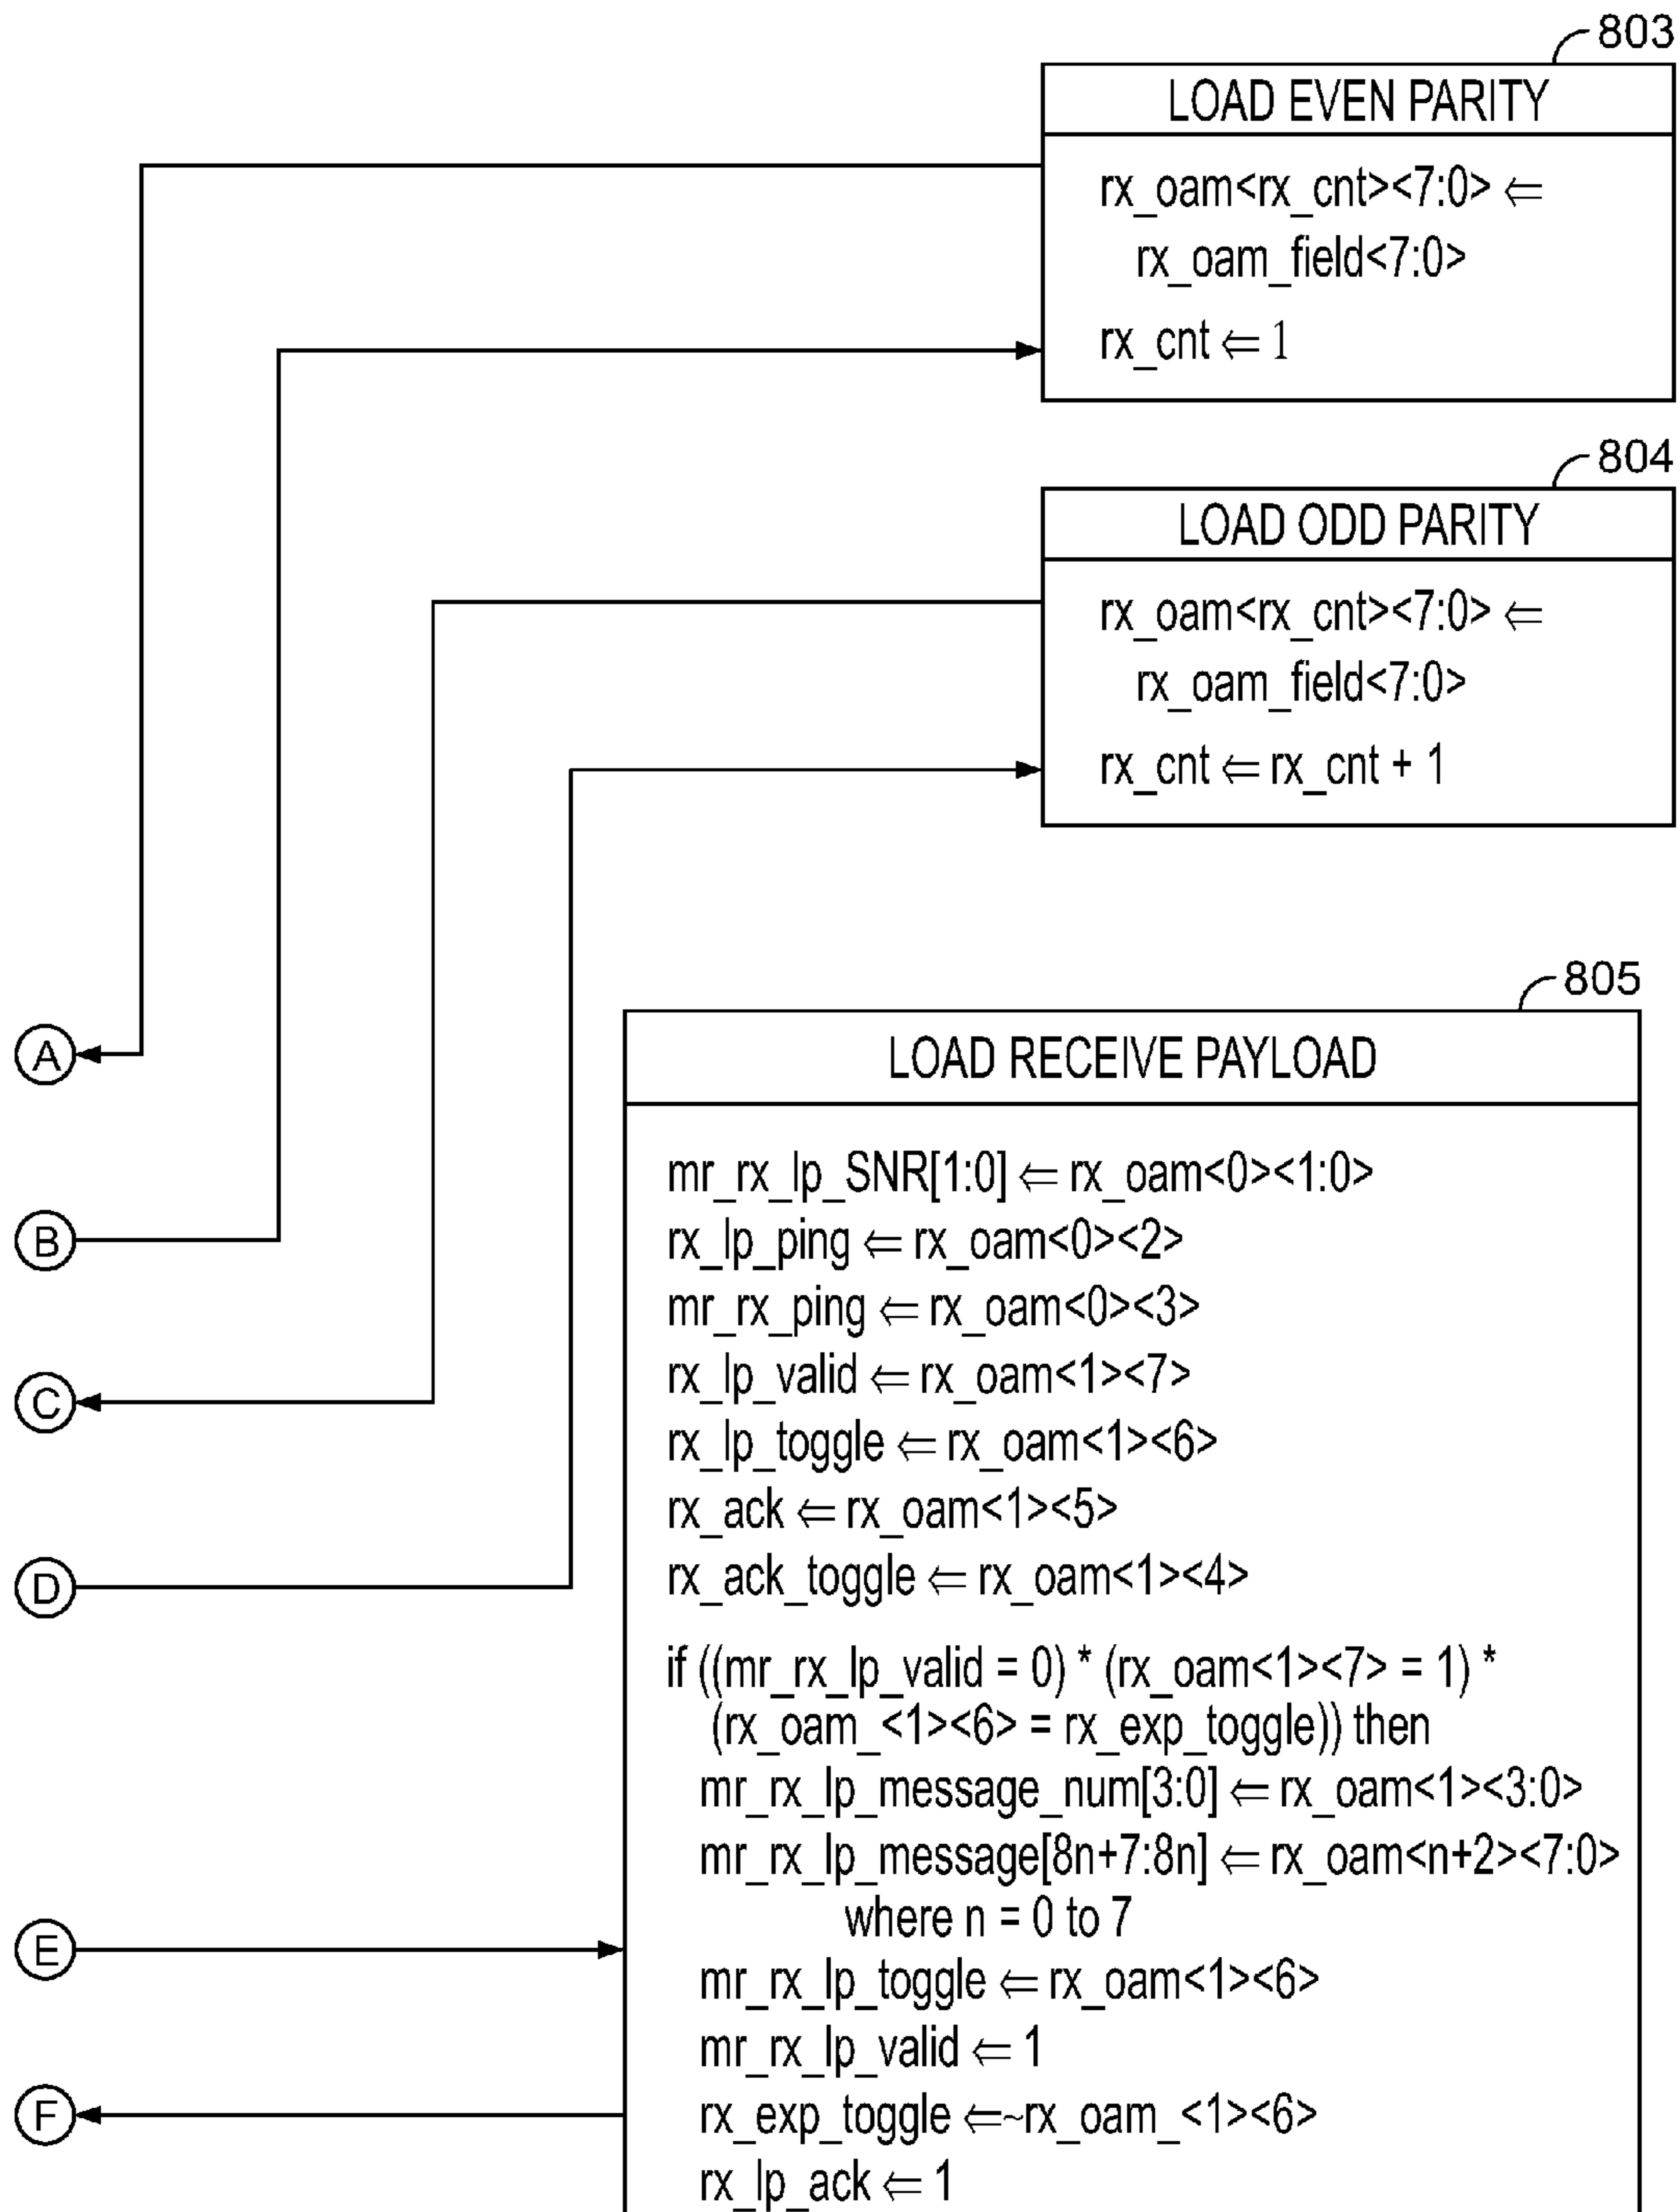 803
LOAD EVEN PARITY
rx_oam<rx_cnt><7:0> ⇐
rx_oam_field<7:0>
rx_cnt ⇐ 1
804
LOAD ODD PARITY
rx_oam<rx_cnt><7:0> ⇐
rx_oam_field<7:0>
rx_cnt ⇐ rx_cnt + 1
805
LOAD RECEIVE PAYLOAD
mr_rx_lp_SNR[1:0] ⇐ rx_oam<0><1:0>
rx_lp_ping ⇐ rx_oam<0><2>
mr_rx_ping ⇐ rx_oam<0><3>
rx_lp_valid ⇐ rx_oam<1><7>
rx_lp_toggle ⇐ rx_oam<1><6>
rx_ack ⇐ rx_oam<1><5>
rx_ack_toggle ⇐ rx_oam<1><4>
if ((mr_rx_lp_valid = 0) * (rx_oam<1><7> = 1) *
(rx_oam_<1><6> = rx_exp_toggle)) then
mr_rx_lp_message_num[3:0] ⇐ rx_oam<1><3:0>
mr_rx_lp_message[8n+7:8n] ⇐ rx_oam<n+2><7:0>
where n = 0 to 7
mr_rx_lp_toggle ⇐ rx_oam<1><6>
mr_rx_lp_valid ⇐ 1
rx_exp_toggle ⇐~rx_oam_<1><6>
rx_lp_ack ⇐ 1
A
B
C
D
E
F